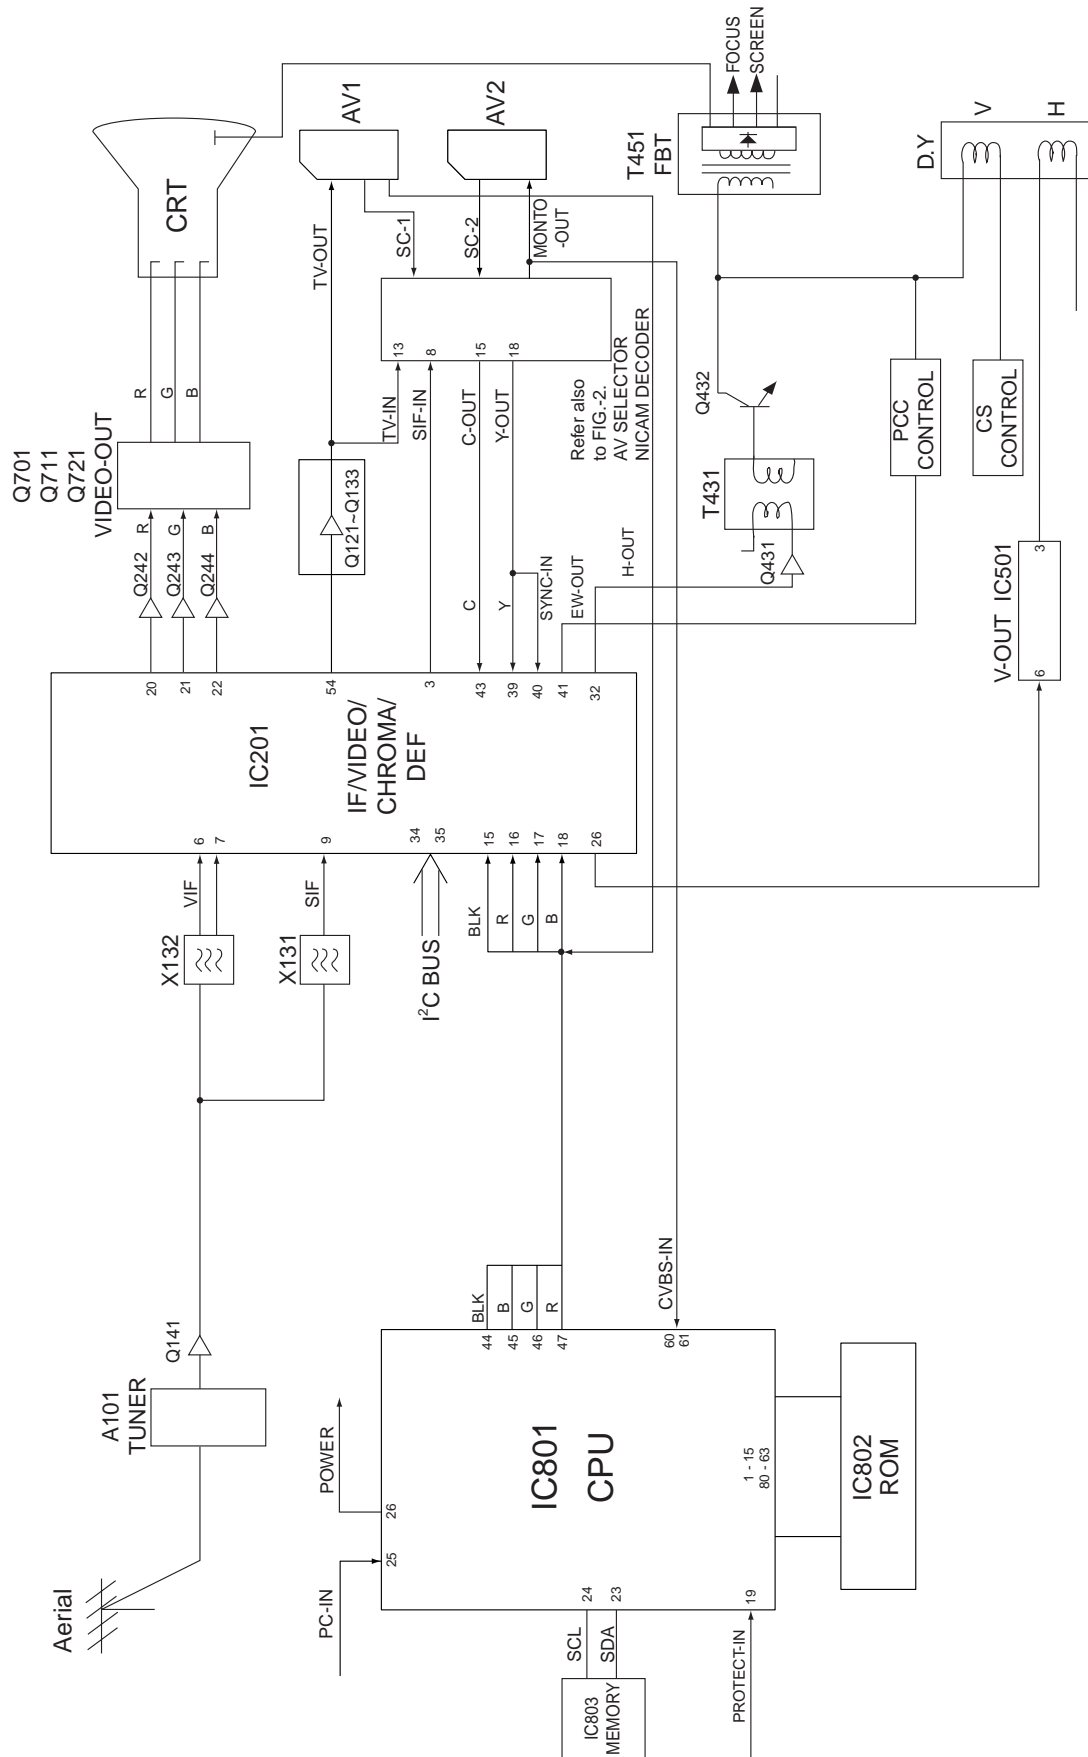 Aerial
A101
TUNER
Q141
X132
X131
VIF
SIF
6
7
9
I²C BUS
34
35
BLK
R
G
B
15
16
17
18
26
IC201
IF/VIDEO/
CHROMA/
DEF
20
21
22
54
3
43
39
40
41
32
Q242
Q243
Q244
R
G
B
Q701
Q711
Q721
VIDEO-OUT
R
G
B
CRT
Q121~Q133
TV-OUT
TV-IN
SIF-IN
C
C-OUT
Y
Y-OUT
SYNC-IN
EW-OUT
H-OUT
13
8
15
18
SC-1
SC-2
MONTO
-OUT
AV1
AV2
Refer also
to FIG.-2.
AV SELECTOR
NICAM DECODER
Q431
T431
Q432
T451
FBT
FOCUS
SCREEN
PCC
CONTROL
CS
CONTROL
D.Y
V
H
V-OUT IC501
6
3
PC-IN
POWER
25
26
IC801
CPU
BLK
B
G
R
44
45
46
47
CVBS-IN
60
61
24
23
19
1 - 15
80 - 63
SCL
SDA
IC803
MEMORY
PROTECT-IN
IC802
ROM